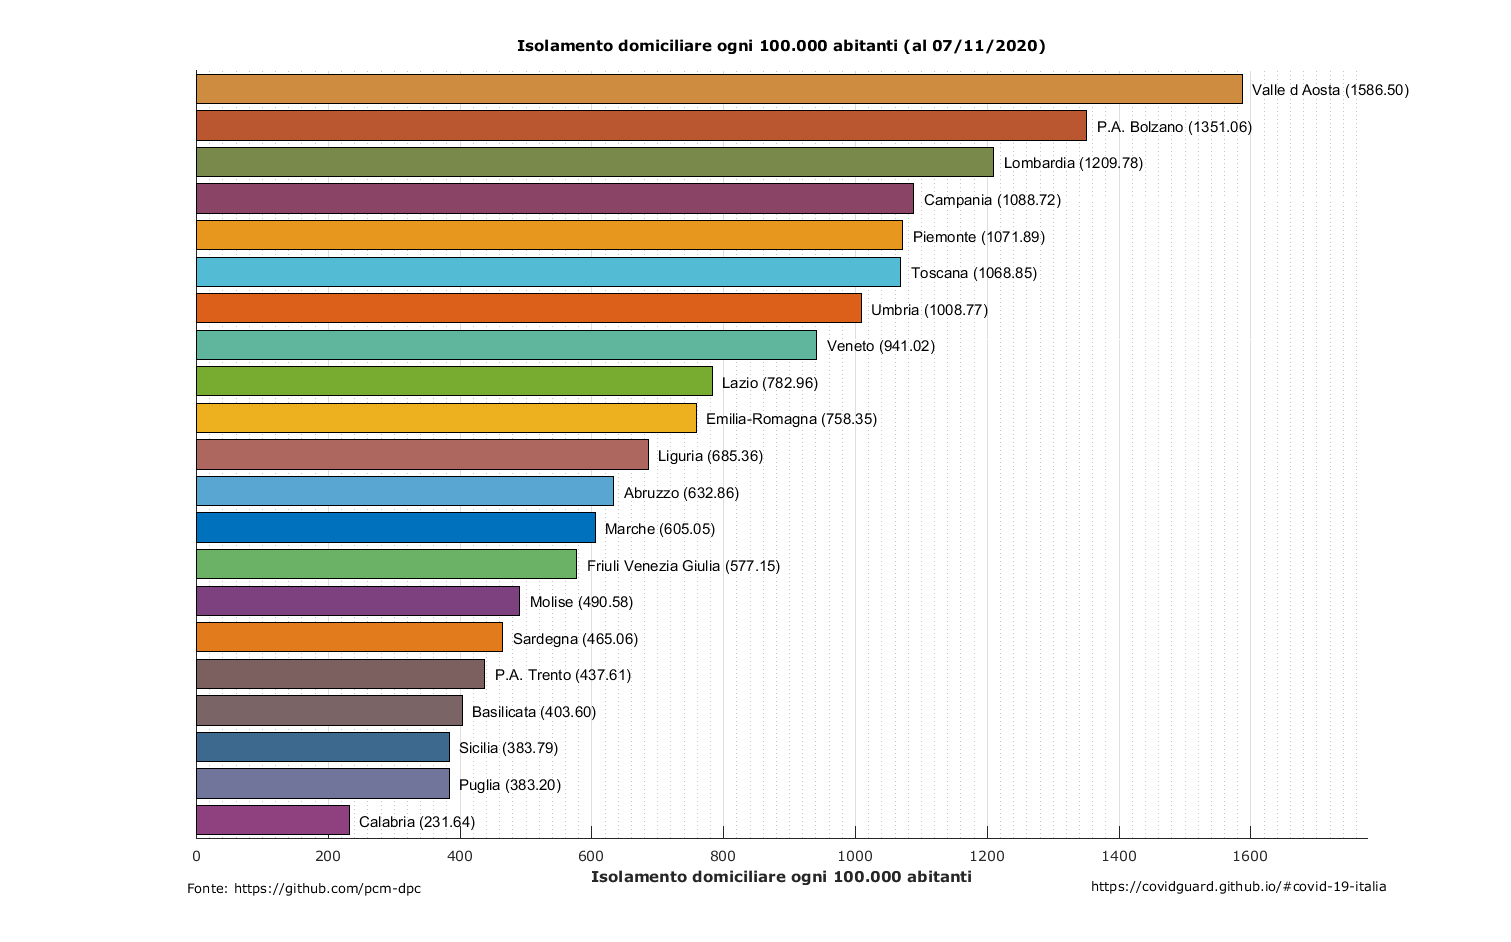 Isolamento domiciliare ogni 100.000 abitanti (al 07/11/2020)
Valle d Aosta (1586.50)
P.A. Bolzano (1351.06)
Lombardia (1209.78)
Campania (1088.72)
Piemonte (1071.89)
Toscana (1068.85)
Umbria (1008.77)
Veneto (941.02)
Lazio (782.96)
Emilia-Romagna (758.35)
Liguria (685.36)
Abruzzo (632.86)
Marche (605.05)
Friuli Venezia Giulia (577.15)
Molise (490.58)
Sardegna (465.06)
P.A. Trento (437.61)
Basilicata (403.60)
Sicilia (383.79)
Puglia (383.20)
Calabria (231.64)
0 200 400 600 800 1000 1200 1400 1600
Isolamento domiciliare ogni 100.000 abitanti
Fonte: https://github.com/pcm-dpc
https://covidguard.github.io/#covid-19-italia